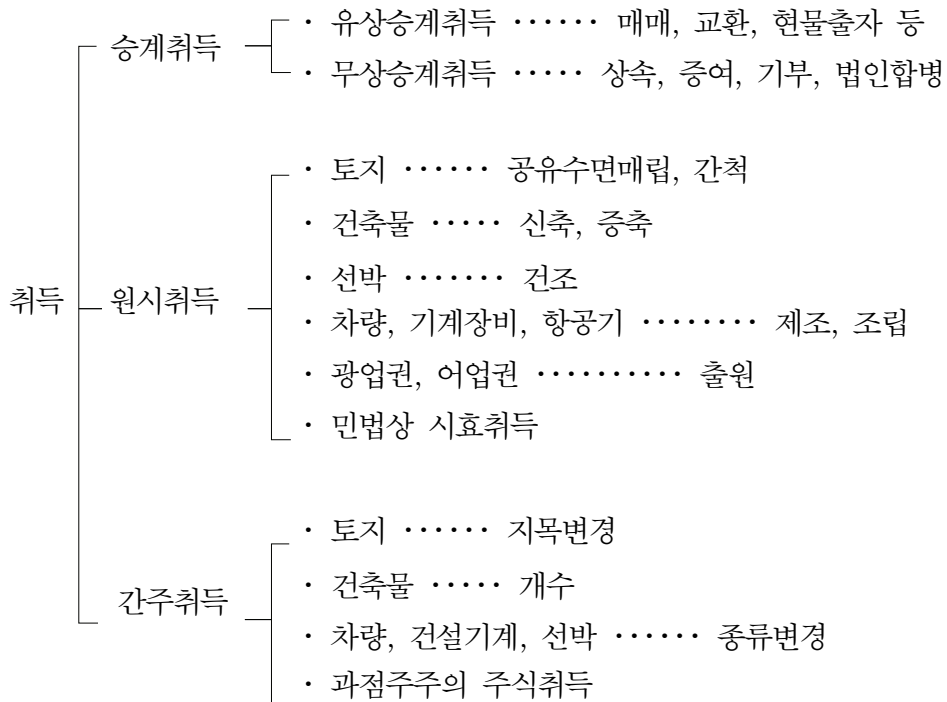 · 유상승계취득 ······ 매매, 교환, 현물출자 등
승계취득
· 무상승계취득 ····· 상속, 증여, 기부, 법인합병
· 토지 ······ 공유수면매립, 간척
· 건축물 ····· 신축, 증축
· 선박 ······· 건조
취득
원시취득
· 차량, 기계장비, 항공기 ········ 제조, 조립
· 광업권, 어업권 ·········· 출원
· 민법상 시효취득
· 토지 ······ 지목변경
· 건축물 ····· 개수
간주취득
· 차량, 건설기계, 선박 ······ 종류변경
· 과점주주의 주식취득